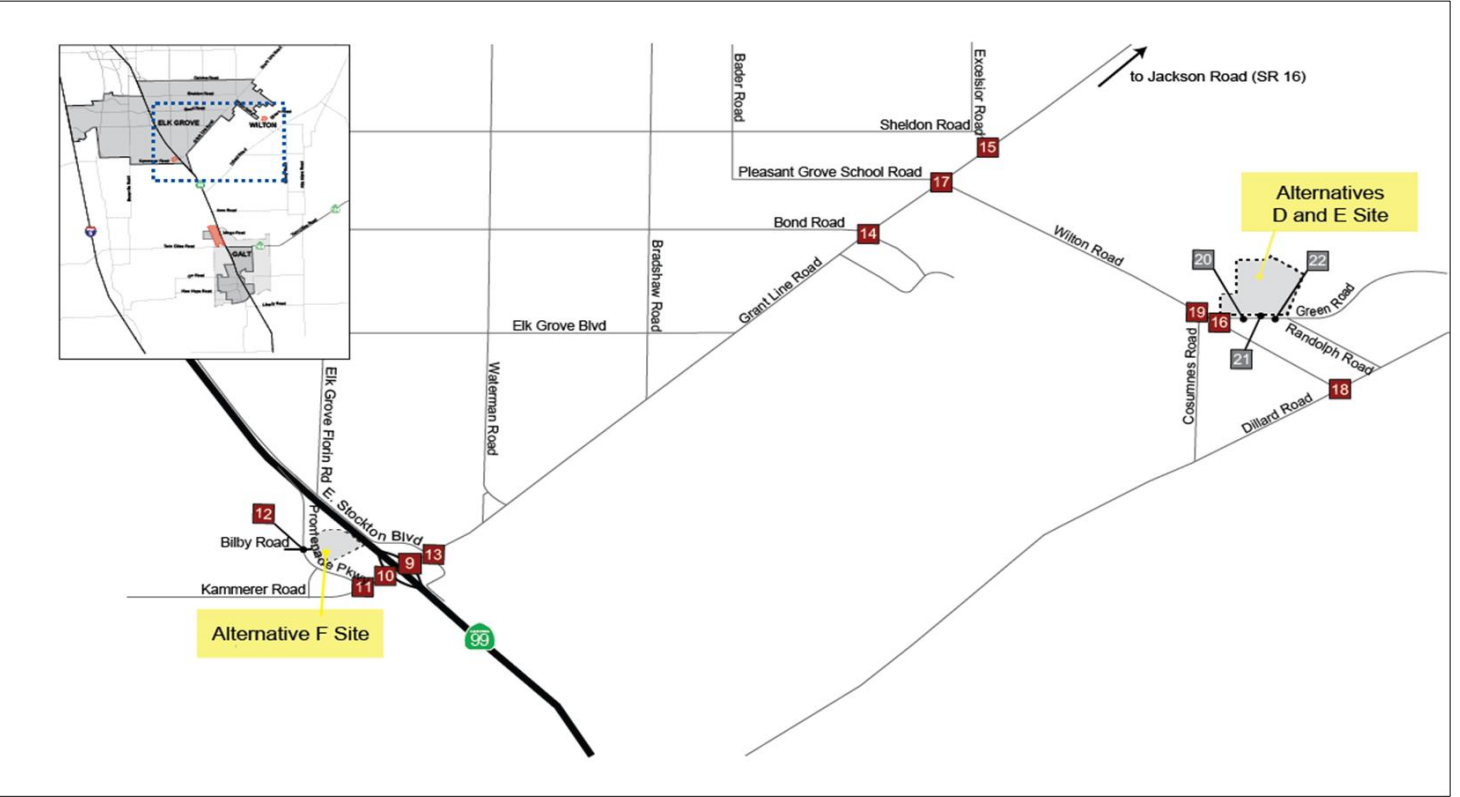 ELK GROVE
WILTON
GALT
Bader Road
Excelsior Road
to Jackson Road (SR 16)
Sheldon Road
15
Pleasant Grove School Road
17
Alternatives
D and E Site
Bond Road
14
Wilton Road
Bradshaw Road
Grant Line Road
20
22
Green Road
19
16
Randolph Road
21
Elk Grove Blvd
Waterman Road
Elk Grove Florin Rd
Cosumnes Road
18
Dillard Road
E. Stockton Blvd
12
Promenade Pkwy
Bilby Road
13
9
10
11
Kammerer Road
Alternative F Site
99